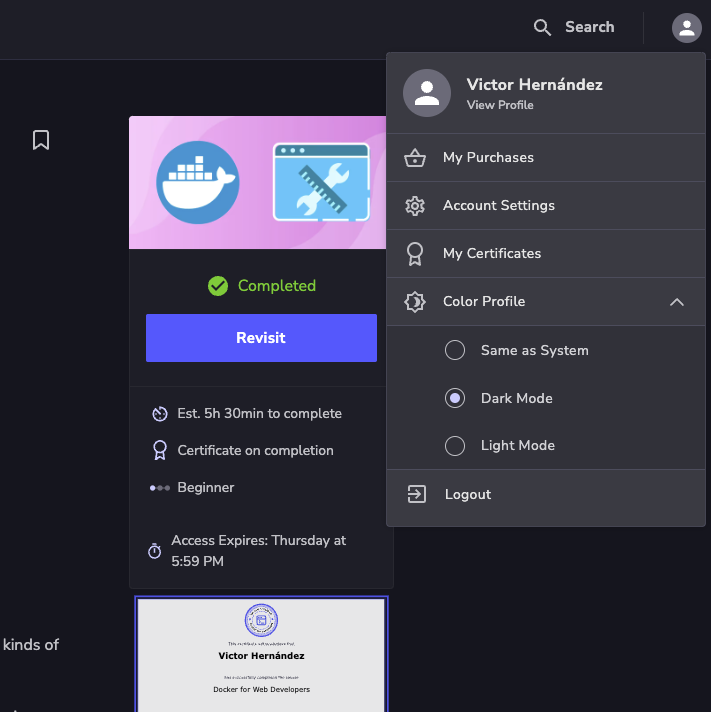 Search
Victor Hernández
View Profile
My Purchases
Account Settings
My Certificates
Color Profile
Same as System
Dark Mode
Light Mode
Logout
Completed
Revisit
Est. 5h 30min to complete
Certificate on completion
Beginner
Access Expires: Thursday at
5:59 PM
kinds of
Victor Hernández
Docker for Web Developers